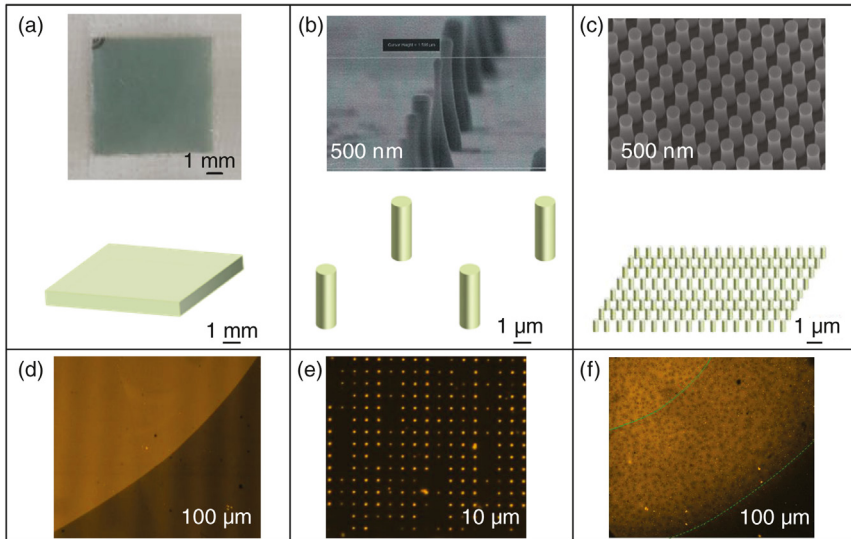 (a)
1 mm
(b)
500 nm
(c)
500 nm
1 mm
1 µm
1 µm
(d)
100 µm
(e)
10 µm
(f)
100 µm